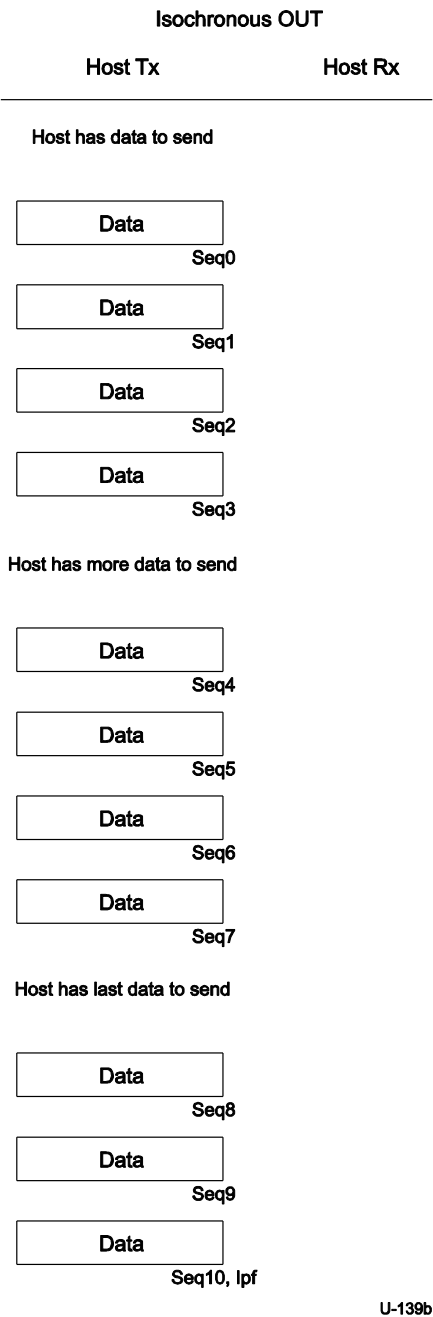 Isochronous OUT
Host Tx Host Rx
Host has data to send
Data
Seq0
Data
Seq1
Data
Seq2
Data
Seq3
Host has more data to send
Data
Seq4
Data
Seq5
Data
Seq6
Data
Seq7
Host has last data to send
Data
Seq8
Data
Seq9
Data
Seq10, lpf
U-139b